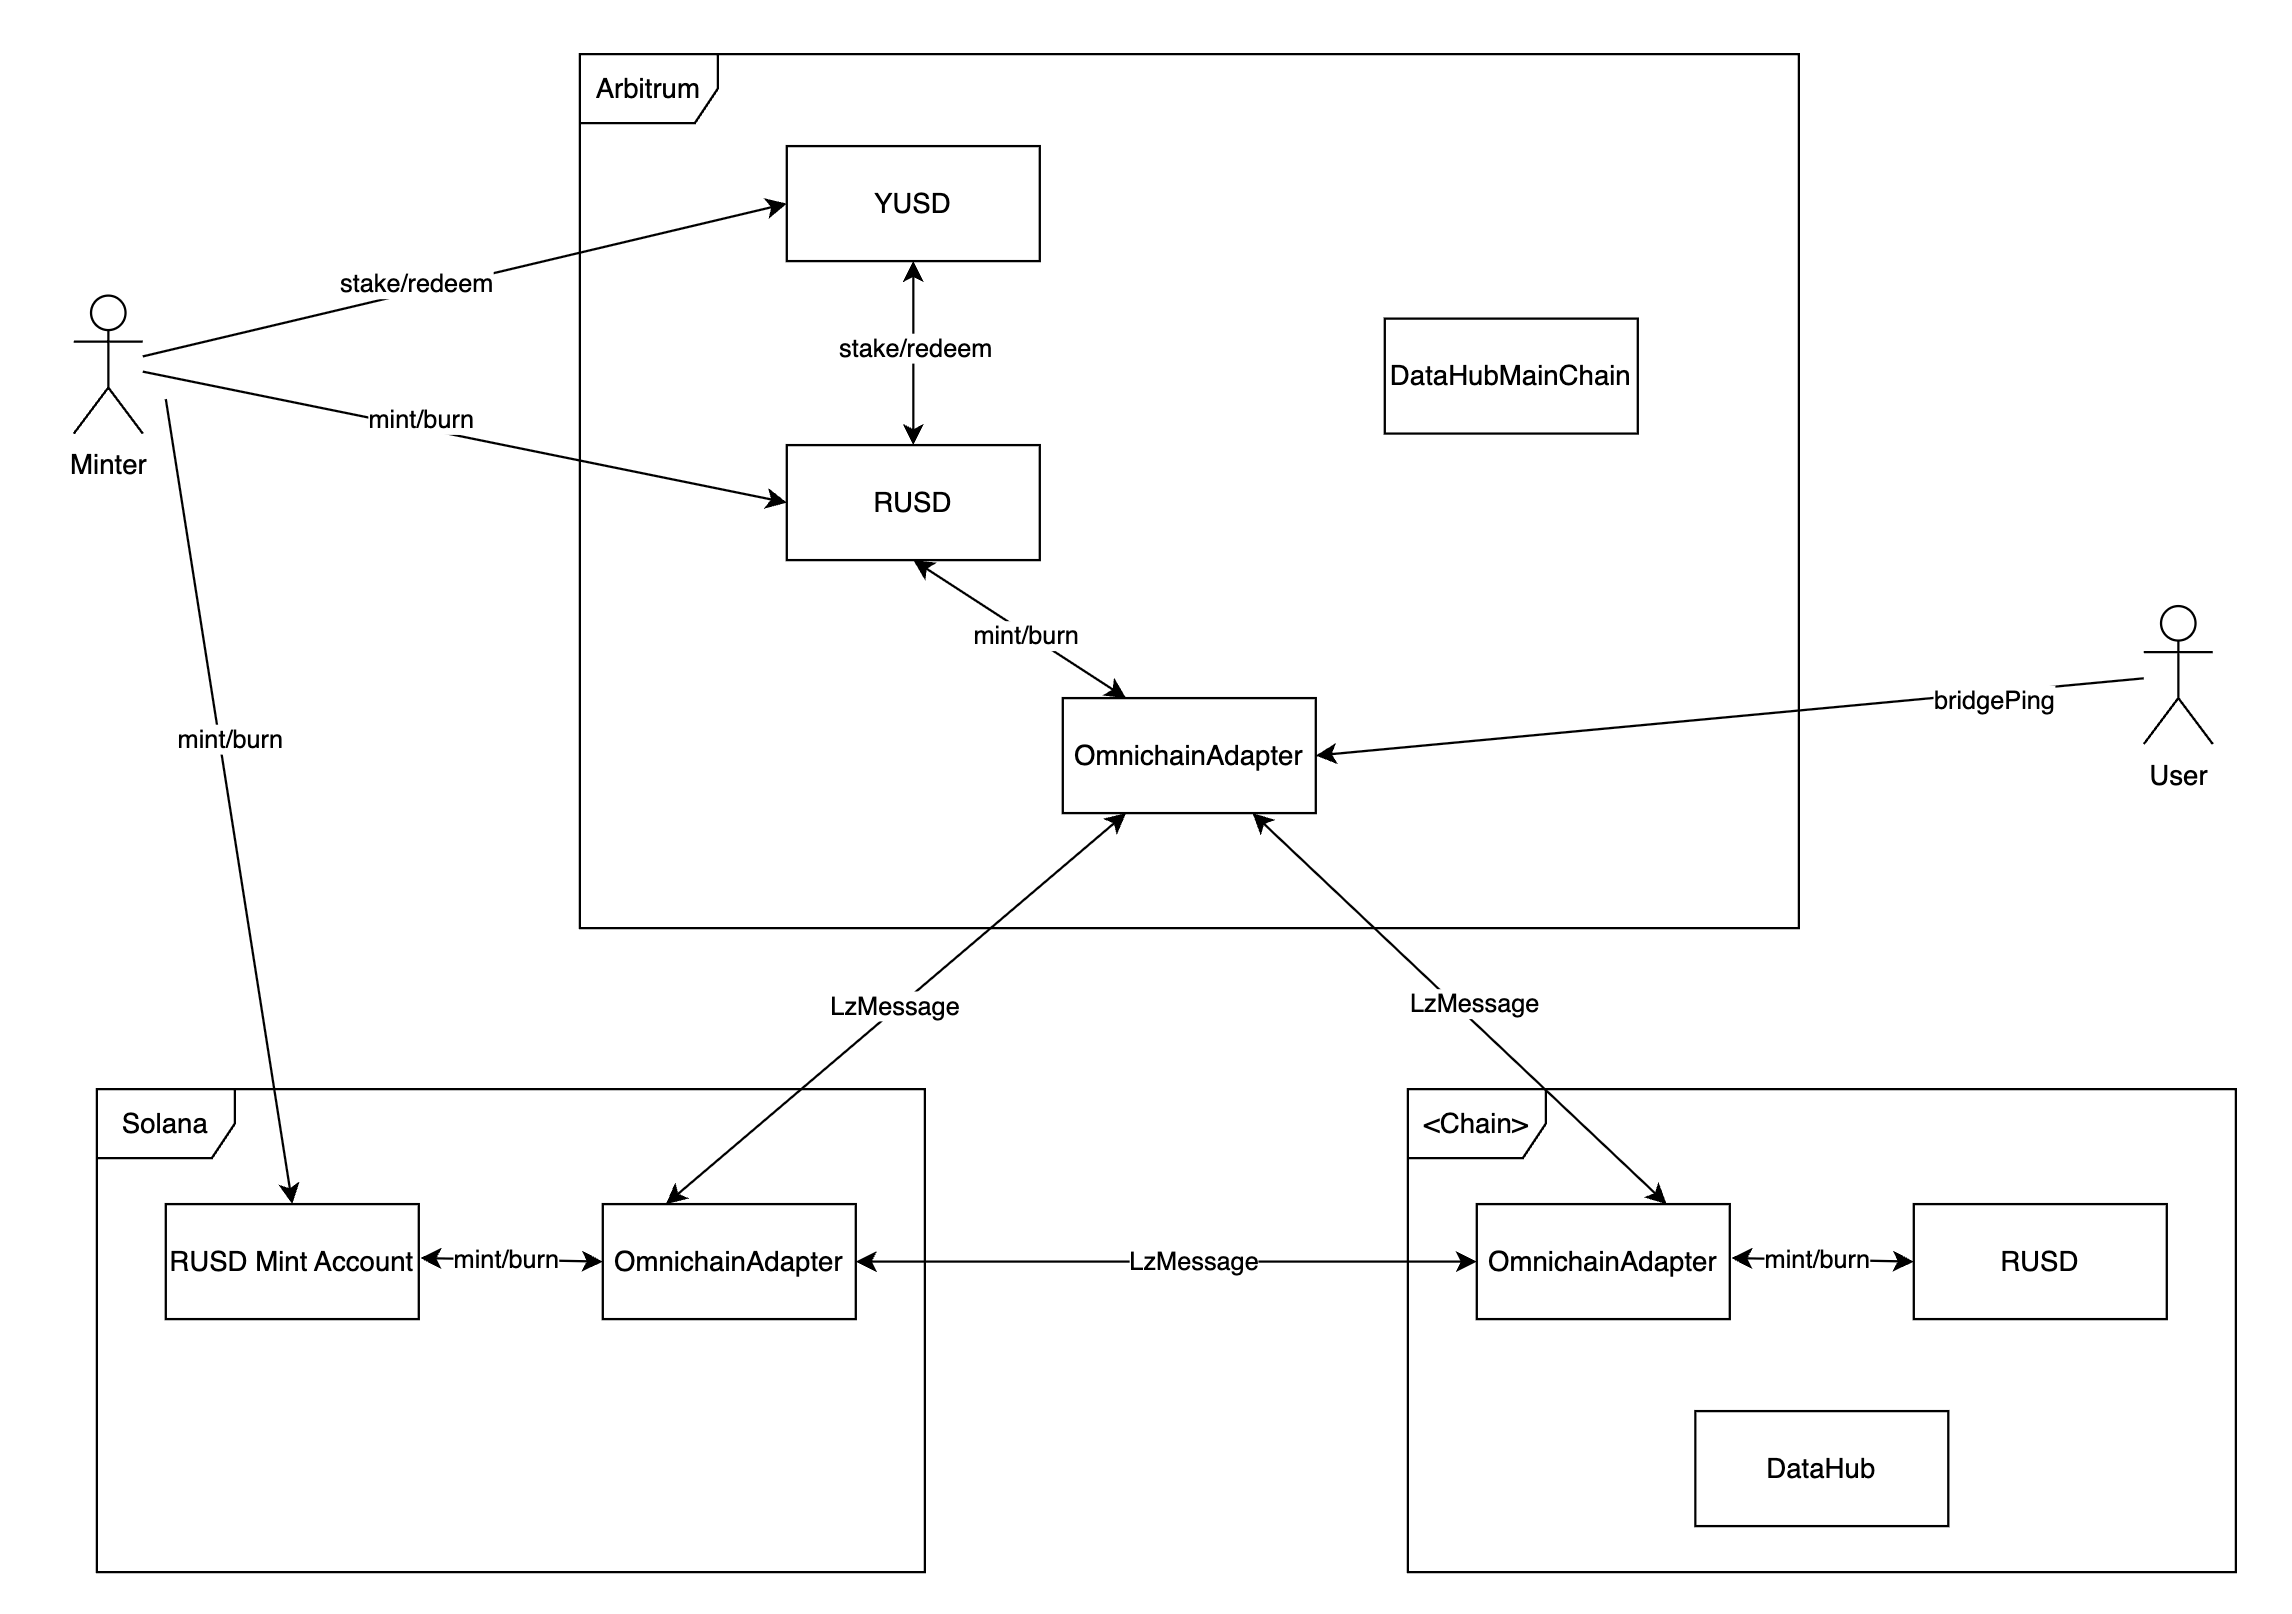 Arbitrum
YUSD
stake/redeem
stake/redeem
DataHubMainChain
mint/burn
Minter
RUSD
mint/burn
bridgePing
mint/burn
OmnichainAdapter
User
LzMessage
LzMessage
Solana
<Chain>
RUSD Mint Account
mint/burn
OmnichainAdapter
LzMessage
OmnichainAdapter
mint/burn
RUSD
DataHub